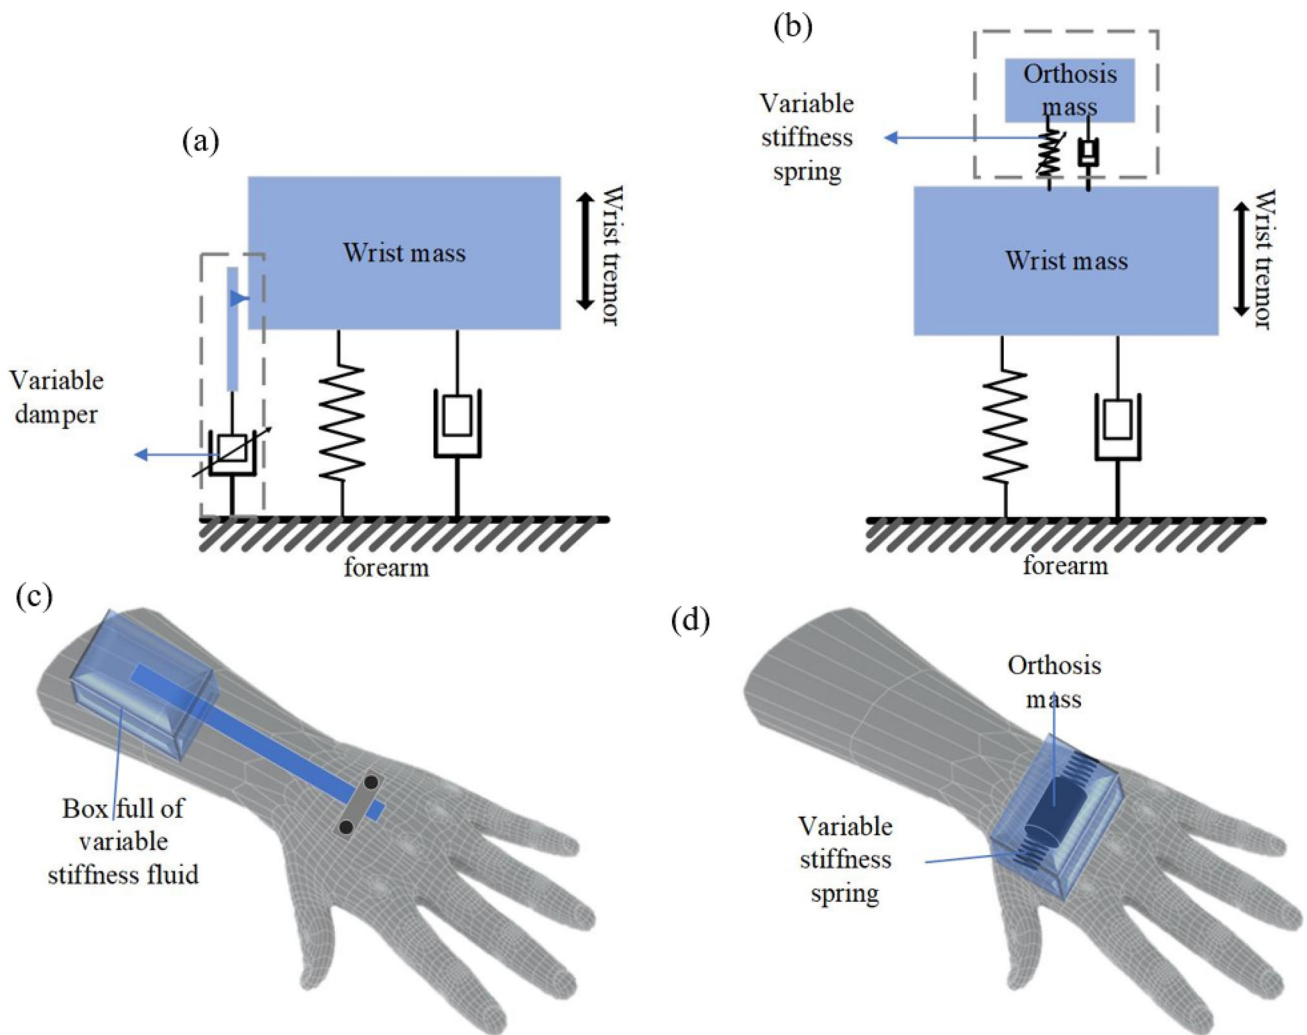 (a)
Wrist mass
Wrist tremor
Variable
damper
forearm
(b)
Orthosis
mass
Variable
stiffness
spring
Wrist mass
Wrist tremor
forearm
(c)
Box full of
variable
stiffness fluid
(d)
Orthosis
mass
Variable
stiffness
spring